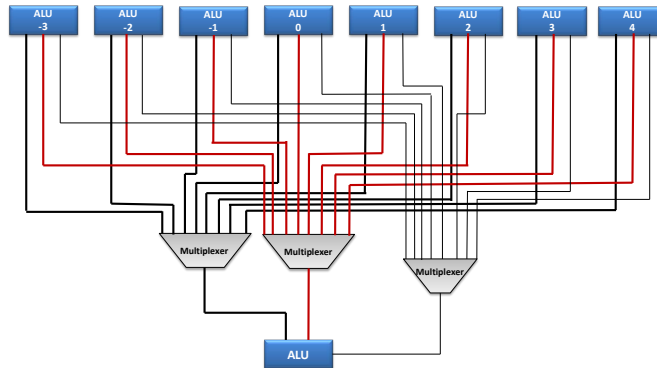 ALU
-3
ALU
-2
ALU
-1
ALU
0
ALU
1
ALU
2
ALU
3
ALU
4
Multiplexer
Multiplexer
Multiplexer
ALU